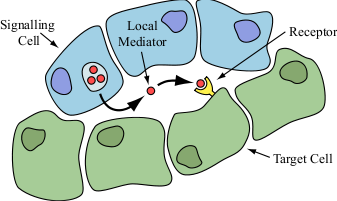 Signalling
Cell
Local
Mediator
Receptor
Target Cell